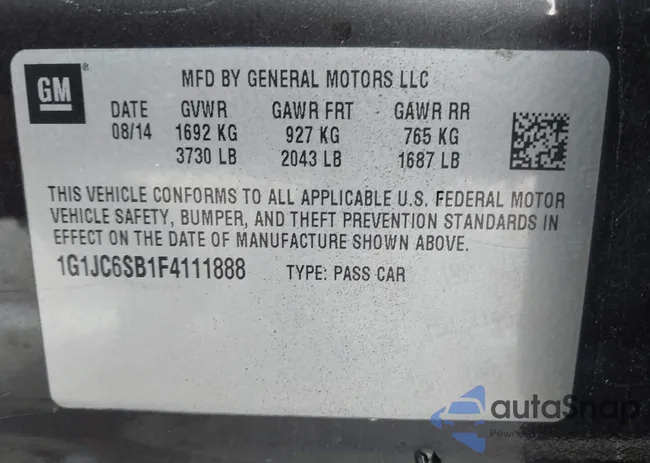 GM ®
MFD BY GENERAL MOTORS LLC
DATE GVWR GAWR FRT GAWR RR
08/14 1692 KG 927 KG 765 KG
3730 LB 2043 LB 1687 LB
THIS VEHICLE CONFORMS TO ALL APPLICABLE U.S. FEDERAL MOTOR
VEHICLE SAFETY, BUMPER, AND THEFT PREVENTION STANDARDS IN
EFFECT ON THE DATE OF MANUFACTURE SHOWN ABOVE.
1G1JC6SB1F4111888 TYPE: PASS CAR
autoSnap